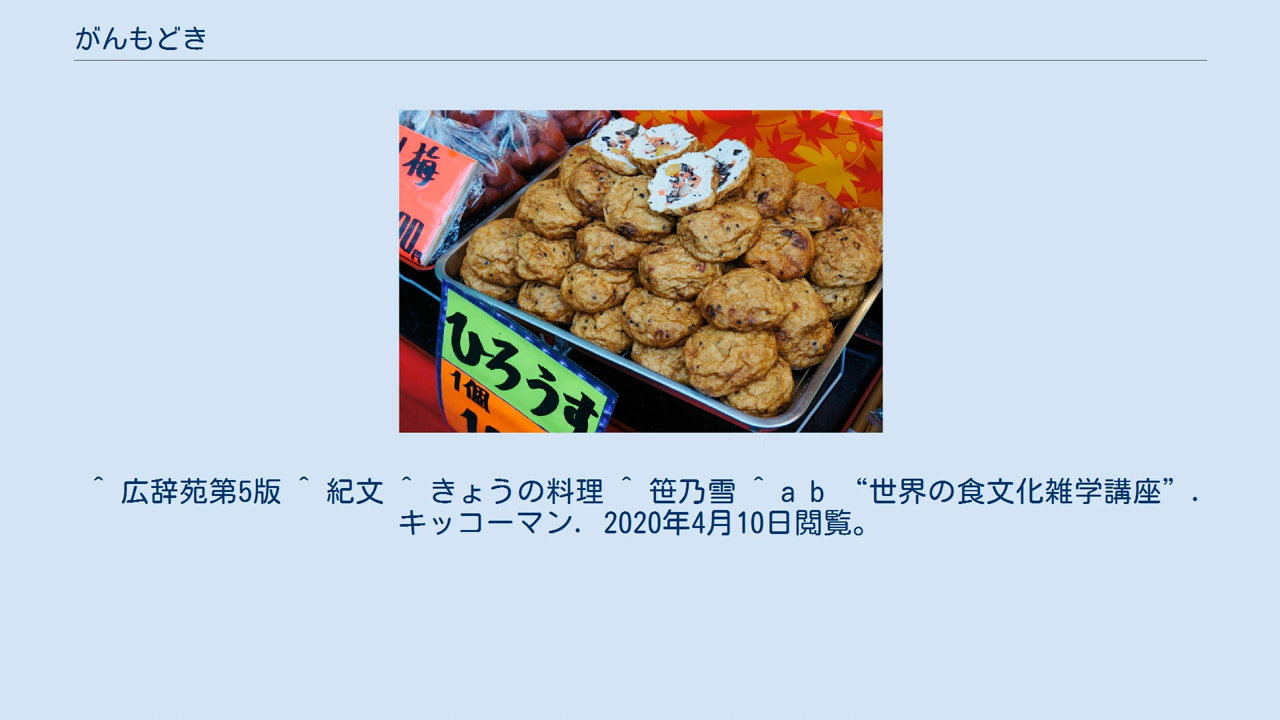 がんもどき
梅
00円
ひろうす
1個
^ 広辞苑第5版 ^ 紀文 ^ きょうの料理 ^ 笹乃雪 ^ a b “世界の食文化雑学講座”.
キッコーマン. 2020年4月10日閲覧。